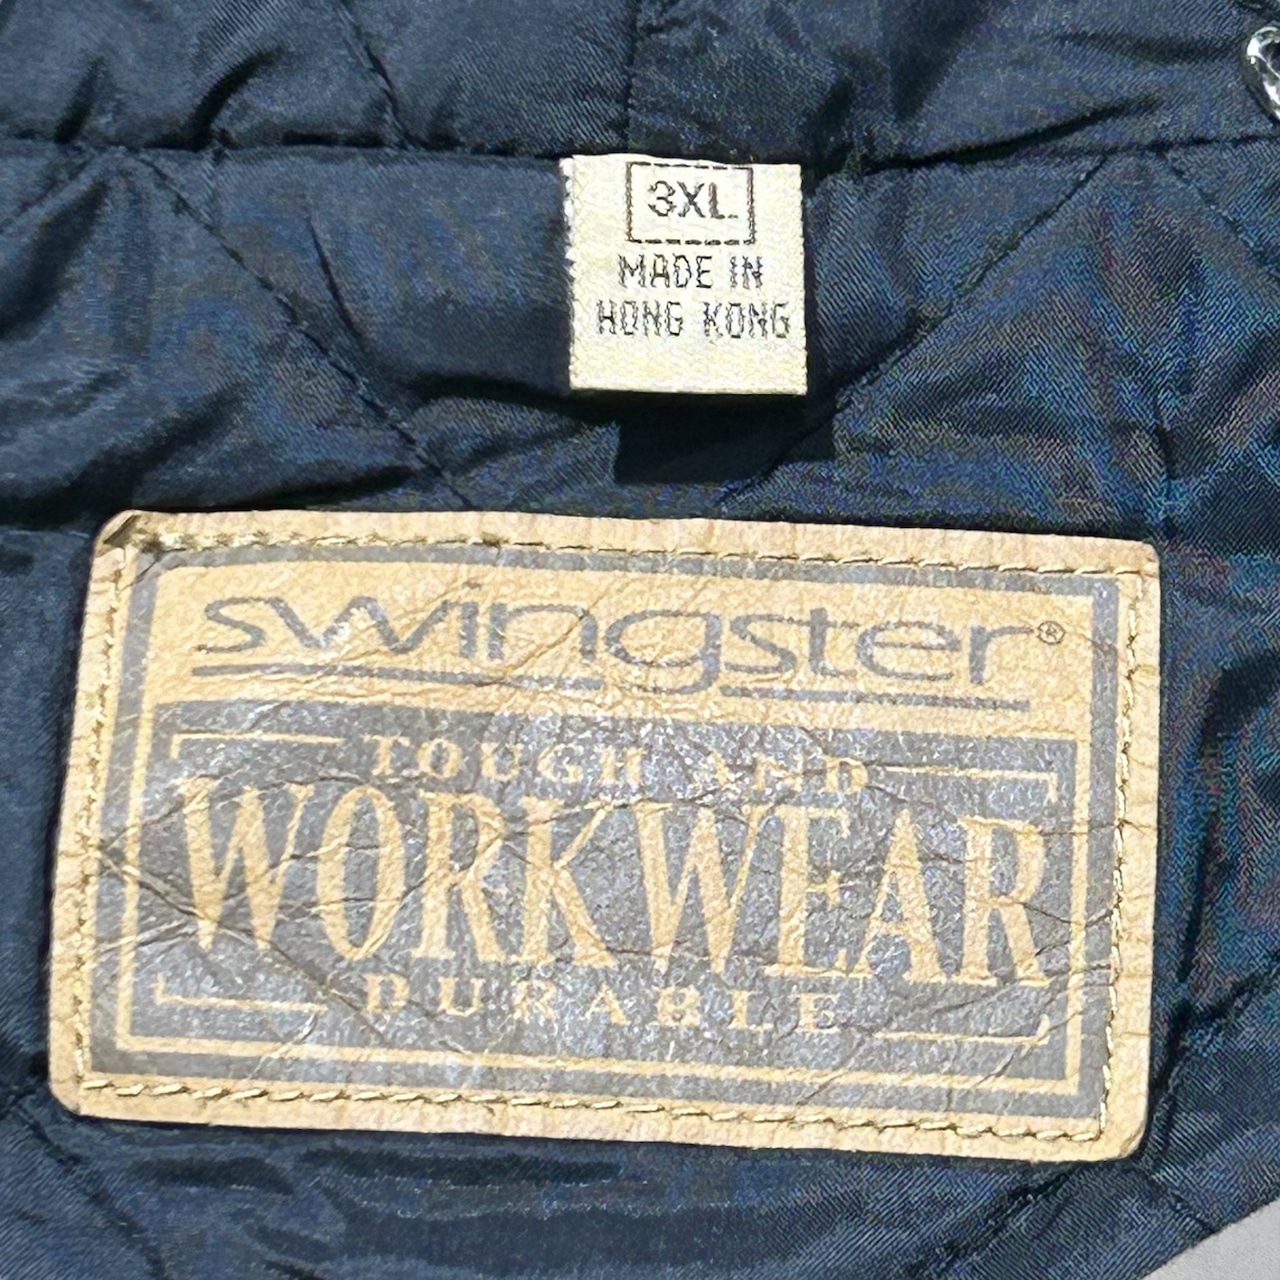 3XL
MADE IN
HONG KONG
swingster®
TOUGH AND
WORKWEAR
DURABLE